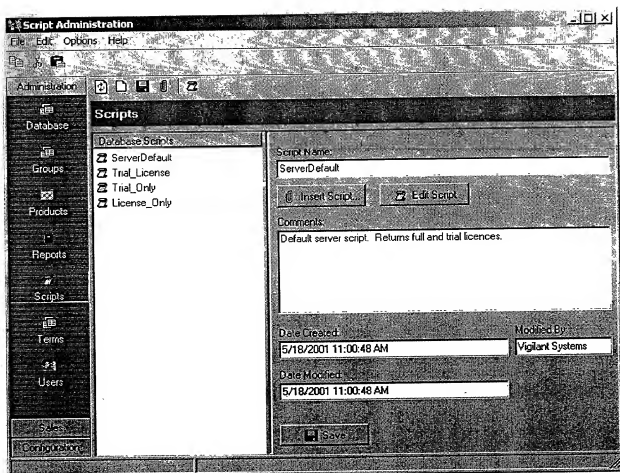 Script Administration
File Edit Options Help
Administration
Database
Groups
Products
Reports
Scripts
Terms
Users
Sales
Configuration
Scripts
Database Scripts
ServerDefault
Trial_License
Trial_Only
License_Only
Script Name:
ServerDefault
Insert Script...
Edit Script
Comments:
Default server script. Returns full and trial licences.
Date Created:
5/18/2001 11:00:48 AM
Modified By
Vigilant Systems
Date Modified:
5/18/2001 11:00:48 AM
Save